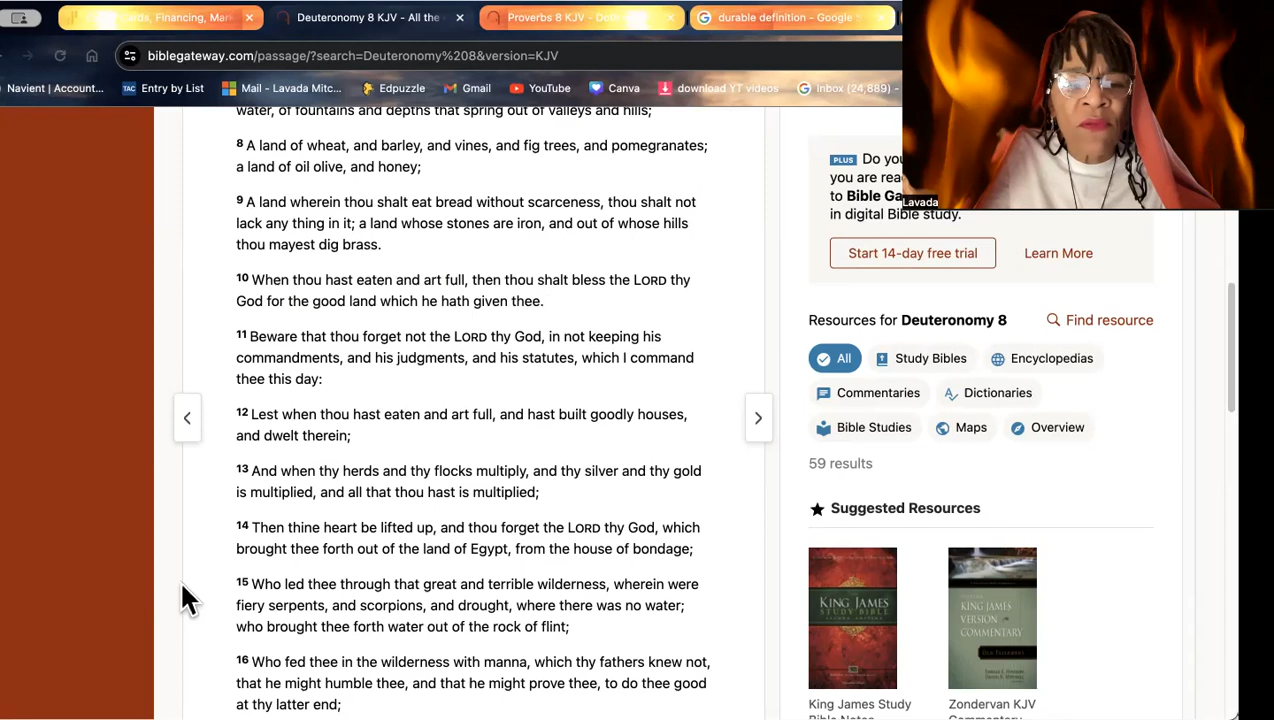 ards, Financing, Mar
Deuteronomy 8 KJV - All the
Proverbs 8 KJV - Dot
durable definition - Google S
biblegateway.com/passage/?search=Deuteronomy%208&version=KJV
Navient | Account...
TAC Entry by List
Mail - Lavada Mitc...
Edpuzzle
Gmail
YouTube
Canva
download YT videos
Inbox (24,889)
water, of fountains and depths that spring out of valleys and hills;
8 A land of wheat, and barley, and vines, and fig trees, and pomegranates;
a land of oil olive, and honey;
9 A land wherein thou shalt eat bread without scarceness, thou shalt not
lack any thing in it; a land whose stones are iron, and out of whose hills
thou mayest dig brass.
10 When thou hast eaten and art full, then thou shalt bless the LORD thy
God for the good land which he hath given thee.
11 Beware that thou forget not the LORD thy God, in not keeping his
commandments, and his judgments, and his statutes, which I command
thee this day:
12 Lest when thou hast eaten and art full, and hast built goodly houses,
and dwelt therein;
13 And when thy herds and thy flocks multiply, and thy silver and thy gold
is multiplied, and all that thou hast is multiplied;
14 Then thine heart be lifted up, and thou forget the LORD thy God, which
brought thee forth out of the land of Egypt, from the house of bondage;
15 Who led thee through that great and terrible wilderness, wherein were
fiery serpents, and scorpions, and drought, where there was no water;
who brought thee forth water out of the rock of flint;
16 Who fed thee in the wilderness with manna, which thy fathers knew not,
that he might humble thee, and that he might prove thee, to do thee good
at thy latter end;
Lavada
PLUS Do you
you are rea
to Bible Ga
in digital Bible study.
Start 14-day free trial
Learn More
Resources for Deuteronomy 8
Find resource
All
Study Bibles
Encyclopedias
Commentaries
Dictionaries
Bible Studies
Maps
Overview
59 results
Suggested Resources
KING JAMES
STUDY BIBLE
KING JAMES
VERSION
COMMENTARY
King James Study
Zondervan KJV